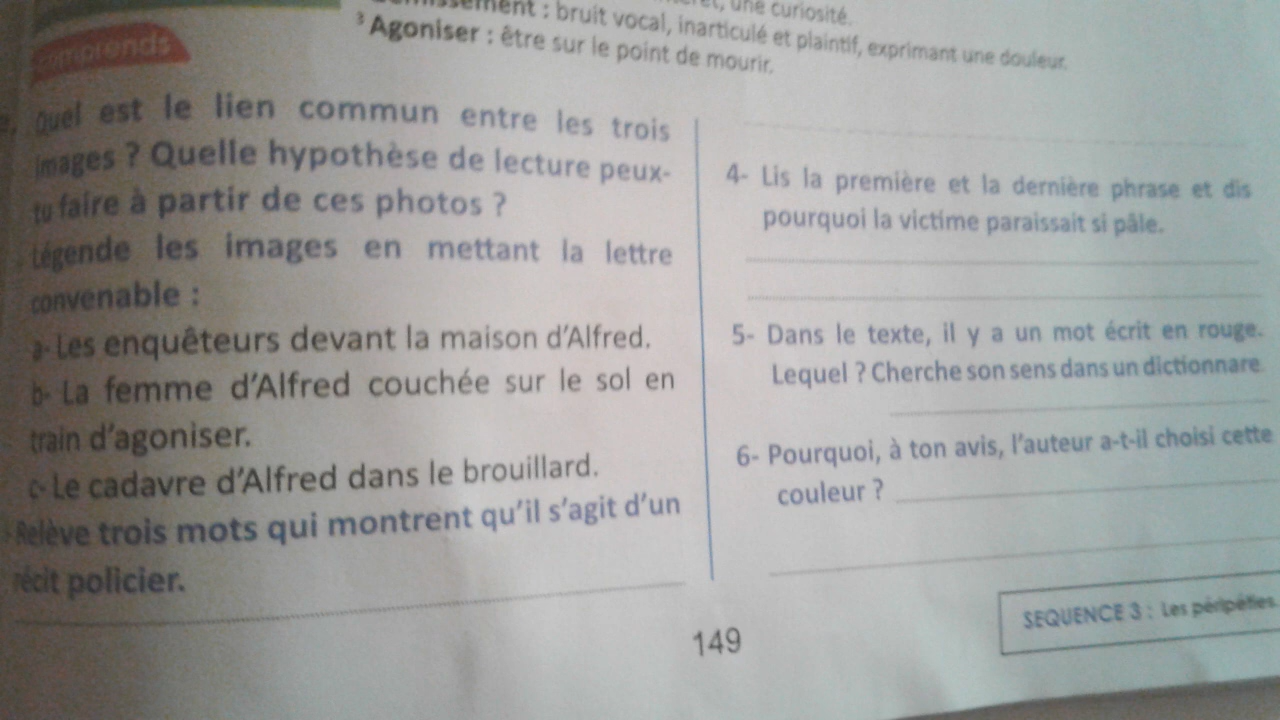 une curiosité.
: bruit vocal, inarticulé et plaintif, exprimant une douleur.
³ Agoniser : être sur le point de mourir.
omprends
Quel est le lien commun entre les trois
images ? Quelle hypothèse de lecture peux-
tu faire à partir de ces photos ?
Légende les images en mettant la lettre
convenable :
a- Les enquêteurs devant la maison d'Alfred.
b- La femme d'Alfred couchée sur le sol en
train d'agoniser.
c- Le cadavre d'Alfred dans le brouillard.
Relève trois mots qui montrent qu'il s'agit d'un
récit policier.
4- Lis la première et la dernière phrase et dis
pourquoi la victime paraissait si pâle.
5- Dans le texte, il y a un mot écrit en rouge.
Lequel ? Cherche son sens dans un dictionnare
6- Pourquoi, à ton avis, l'auteur a-t-il choisi cette
couleur ?
149
SEQUENCE 3 : Les péripéties